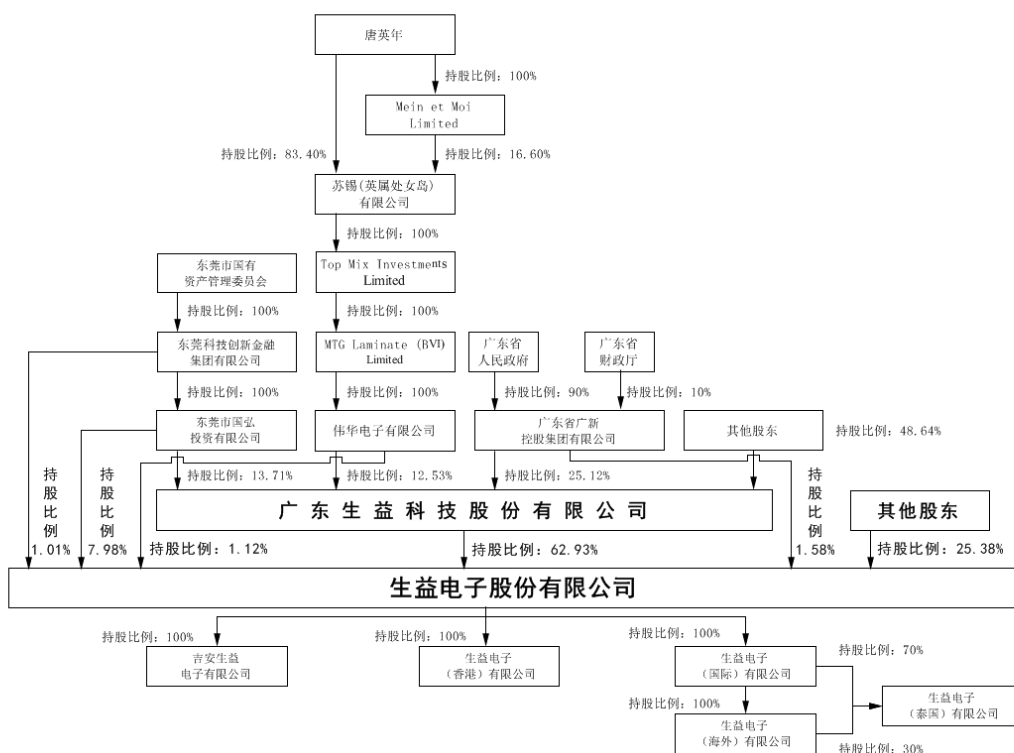 唐英年
持股比例：100%
Mein et Moi
Limited
持股比例：83.40%
持股比例：16.60%
苏锡(英属处女岛)
有限公司
持股比例：100%
东莞市国有
资产管理委员会
Top Mix Investments
Limited
持股比例：100%
持股比例：100%
东莞科技创新金融
集团有限公司
MTG Laminate (BVI)
Limited
广东省
人民政府
广东省
财政厅
持股比例：100%
持股比例：100%
持股比例：90%
持股比例：10%
东莞市国弘
投资有限公司
伟华电子有限公司
广东省广新
控股集团有限公司
其他股东
持股比例：48.64%
持股比例：13.71%
持股比例：12.53%
持股比例：25.12%
广东生益科技股份有限公司
其他股东
持股比例
1.01%
持股比例
7.98%
持股比例：1.12%
持股比例：62.93%
持股比例
1.58%
持股比例：25.38%
生益电子股份有限公司
持股比例：100%
持股比例：100%
持股比例：100%
吉安生益
电子有限公司
生益电子
（香港）有限公司
生益电子
（国际）有限公司
持股比例：70%
持股比例：100%
生益电子
（泰国）有限公司
生益电子
（海外）有限公司
持股比例：30%